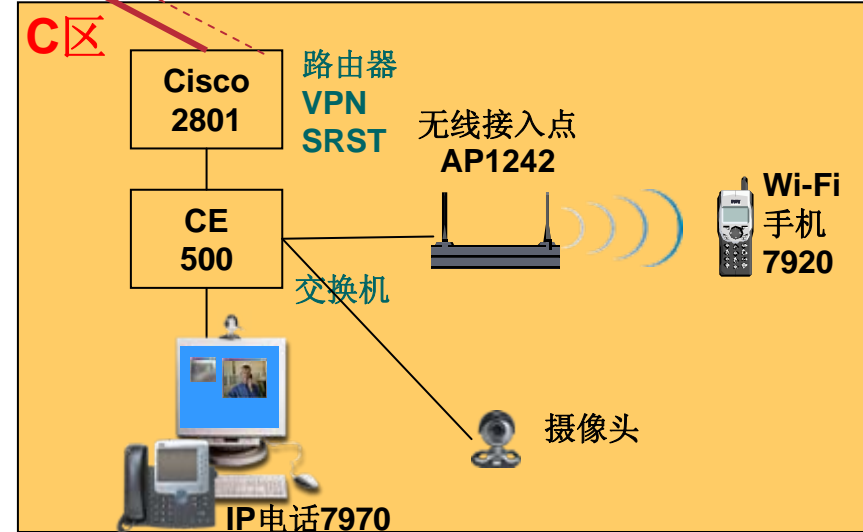 C区
Cisco
2801
路由器
VPN
SRST
无线接入点
AP1242
Wi-Fi
手机
7920
CE
500
交换机
摄像头
IP电话7970